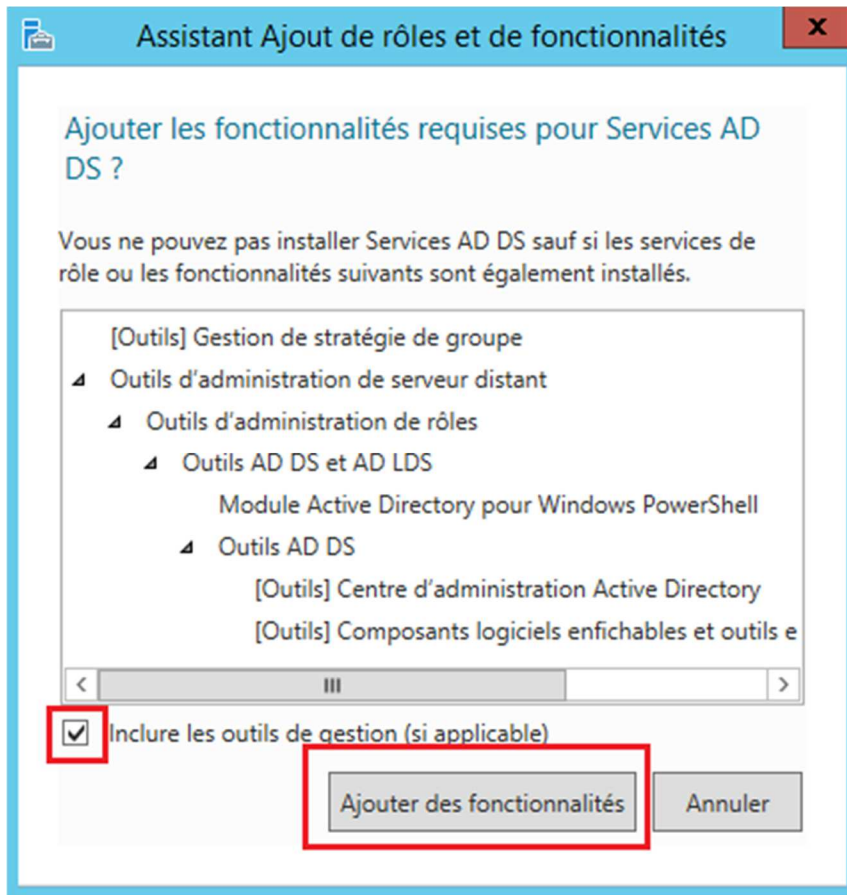 Assistant Ajout de rôles et de fonctionnalités
x
Ajouter les fonctionnalités requises pour Services AD
DS ?
Vous ne pouvez pas installer Services AD DS sauf si les services de
rôle ou les fonctionnalités suivants sont également installés.
[Outils] Gestion de stratégie de groupe
Outils d’administration de serveur distant
Outils d’administration de rôles
Outils AD DS et AD LDS
Module Active Directory pour Windows PowerShell
Outils AD DS
[Outils] Centre d’administration Active Directory
[Outils] Composants logiciels enfichables et outils e
Inclure les outils de gestion (si applicable)
Ajouter des fonctionnalités
Annuler